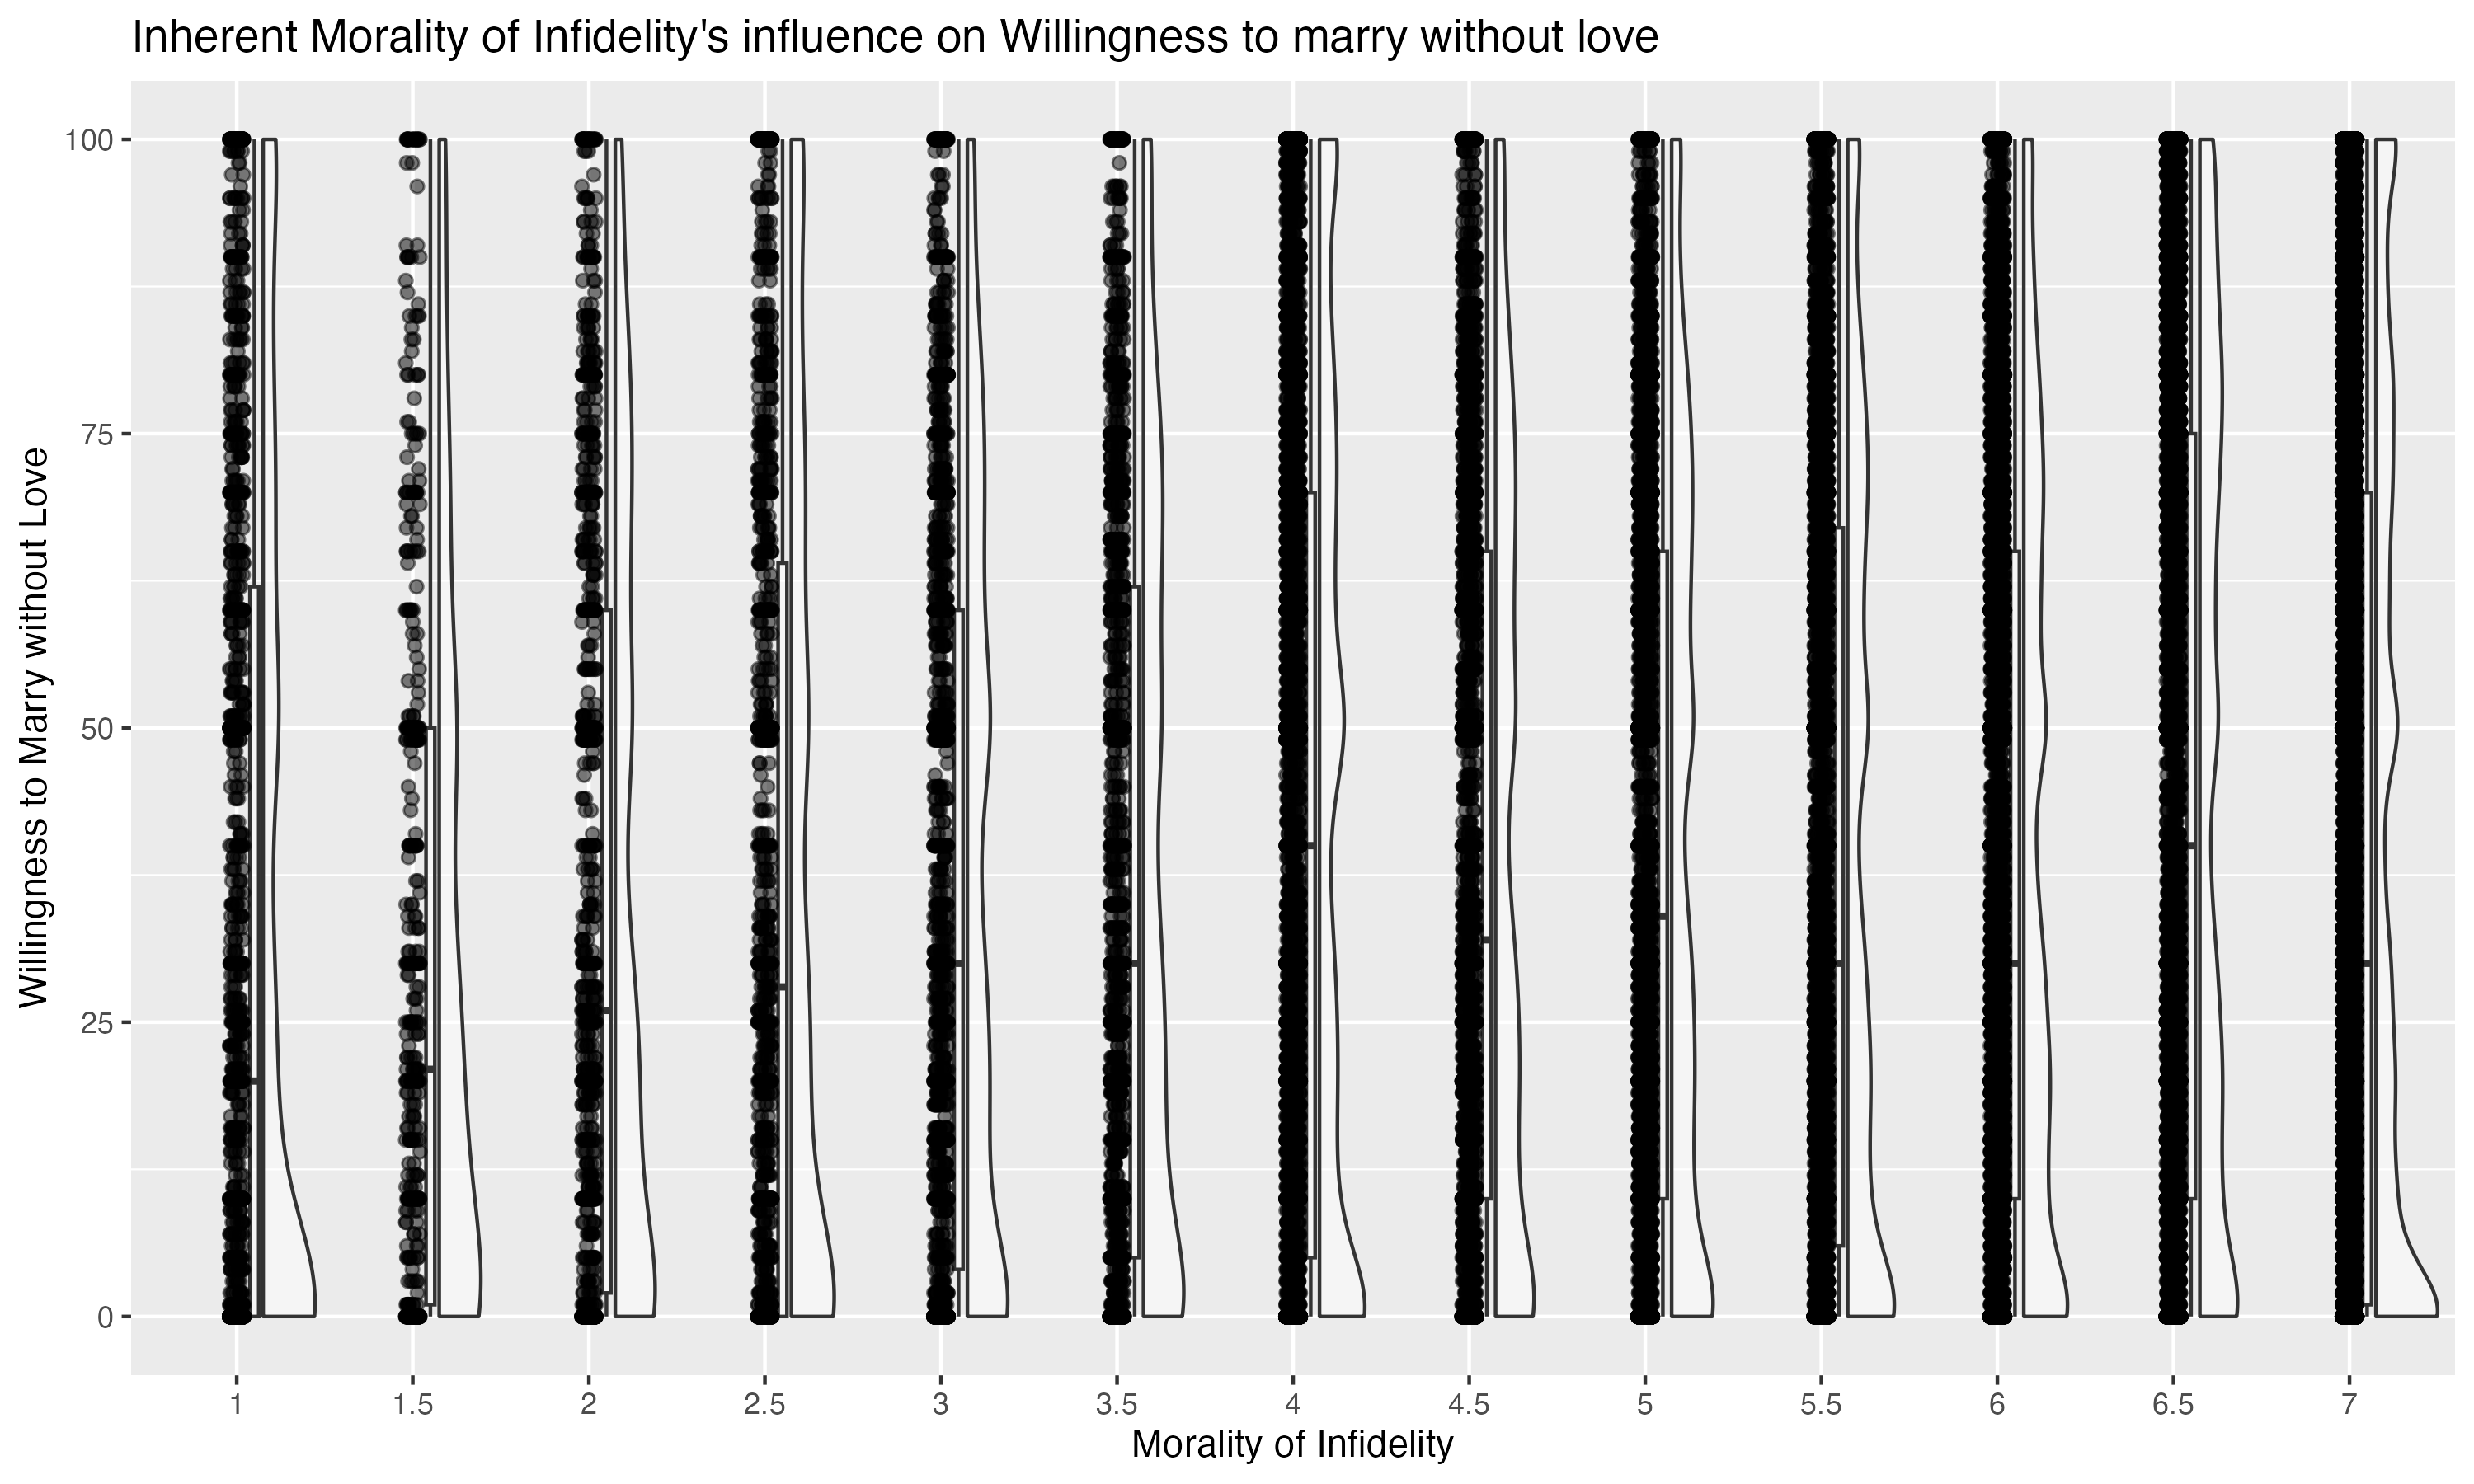 Inherent Morality of Infidelity's influence on Willingness to marry without love
Willingness to Marry without Love
100
75
50
25
0
1 1.5 2 2.5 3 3.5 4 4.5 5 5.5 6 6.5 7
Morality of Infidelity